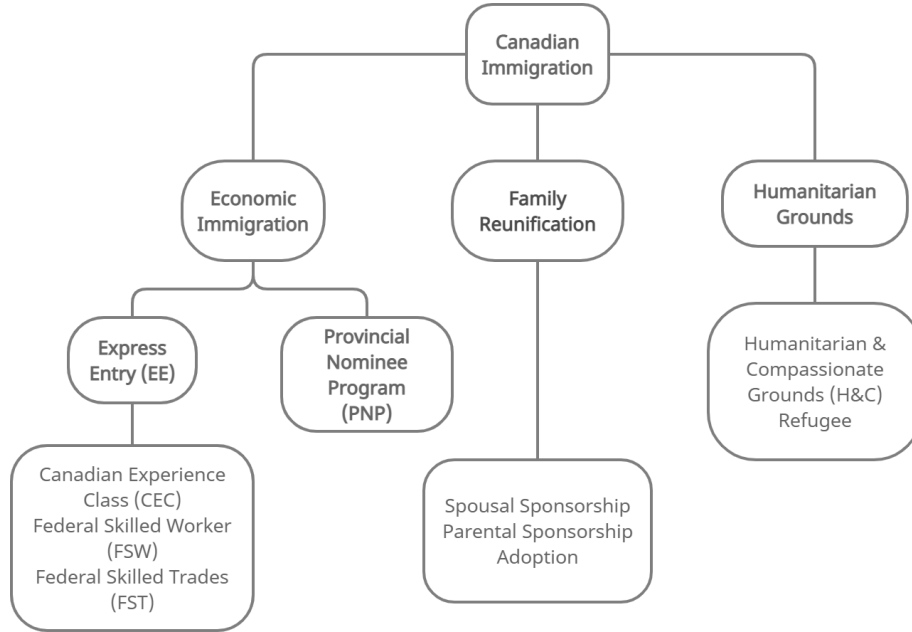 Canadian
Immigration
Economic
Immigration
Family
Reunification
Humanitarian
Grounds
Express
Entry (EE)
Provincial
Nominee
Program
(PNP)
Humanitarian &
Compassionate
Grounds (H&C)
Refugee
Canadian Experience
Class (CEC)
Federal Skilled Worker
(FSW)
Federal Skilled Trades
(FST)
Spousal Sponsorship
Parental Sponsorship
Adoption